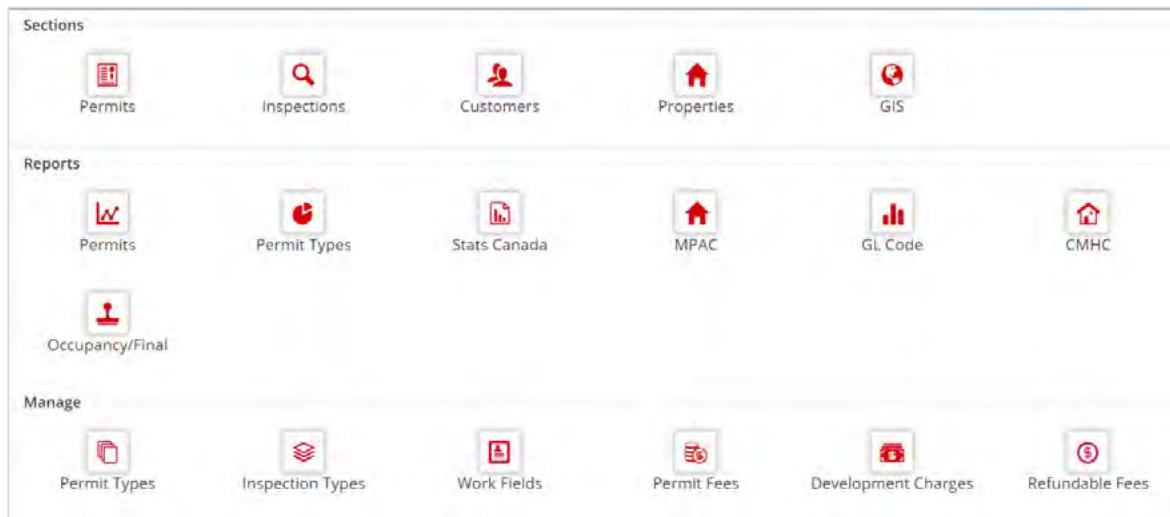 Sections
Permits Inspections Customers Properties GIS
Reports
Permits Permit Types Stats Canada MPAC GL Code CMHC
Occupancy/Final
Manage
Permit Types Inspection Types Work Fields Permit Fees Development Charges Refundable Fees